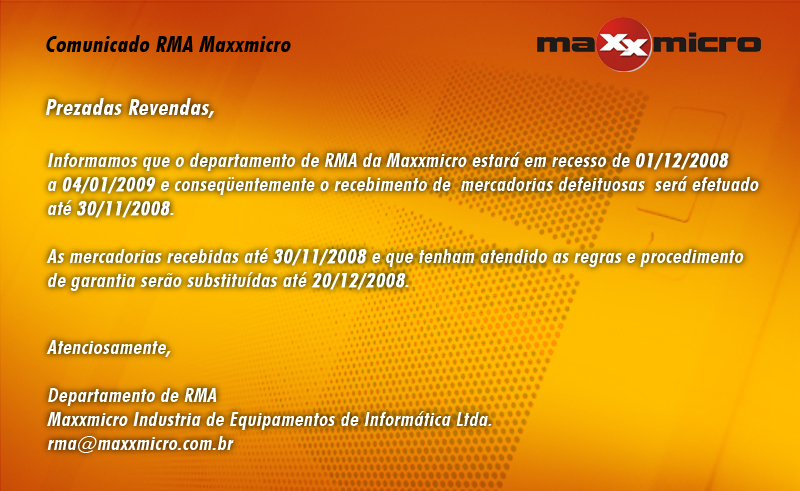 Comunicado RMA Maxxmicro
maxxmicro
Prezadas Revendas,
Informamos que o departamento de RMA da Maxxmicro estará em recesso de 01/12/2008
a 04/01/2009 e conseqüentemente o recebimento de mercadorias defeituosas será efetuado
até 30/11/2008.
As mercadorias recebidas até 30/11/2008 e que tenham atendido as regras e procedimento
de garantia serão substituídas até 20/12/2008.
Atenciosamente,
Departamento de RMA
Maxxmicro Industria de Equipamentos de Informática Ltda.
rma@maxxmicro.com.br